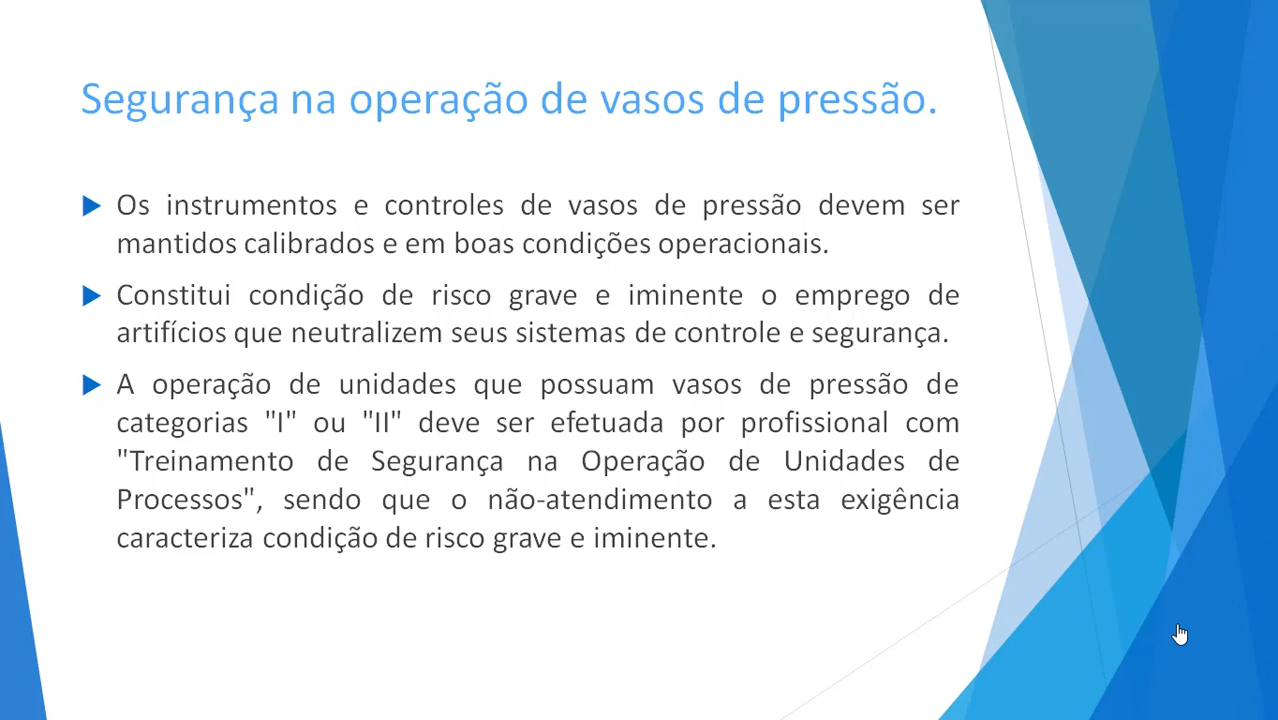 Segurança na operação de vasos de pressão.
Os instrumentos e controles de vasos de pressão devem ser
mantidos calibrados e em boas condições operacionais.
Constitui condição de risco grave e iminente o emprego de
artifícios que neutralizem seus sistemas de controle e segurança.
A operação de unidades que possuam vasos de pressão de
categorias "I" ou "II" deve ser efetuada por profissional com
"Treinamento de Segurança na Operação de Unidades de
Processos", sendo que o não-atendimento a esta exigência
caracteriza condição de risco grave e iminente.